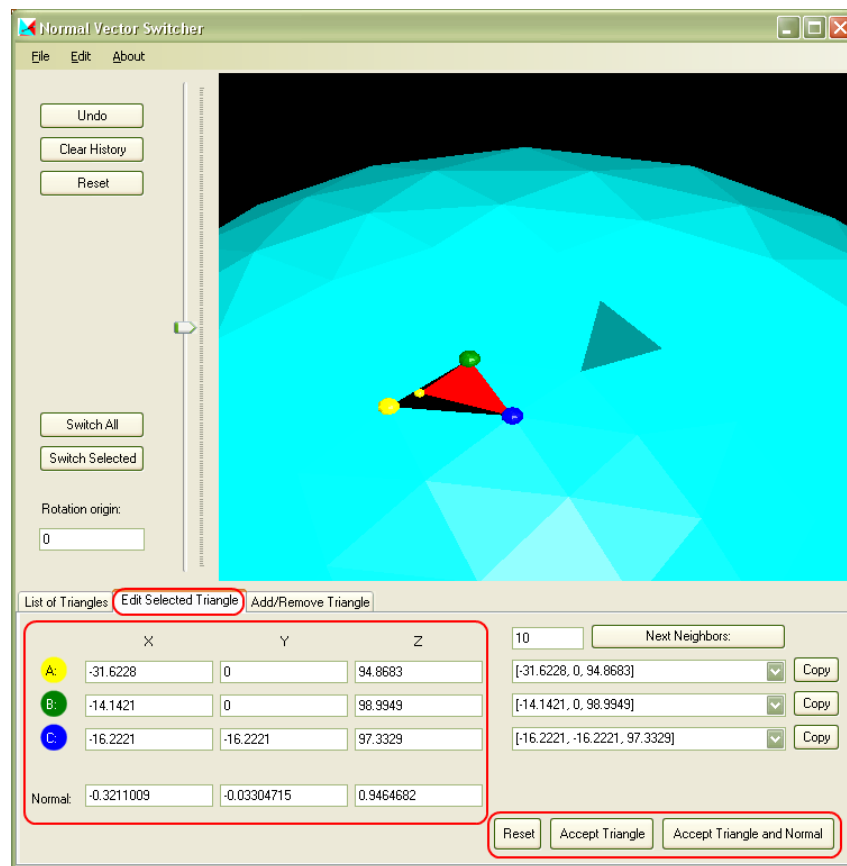 Normal Vector Switcher
File Edit About
Undo
Clear History
Reset
Switch All
Switch Selected
Rotation origin:
0
List of Triangles Edit Selected Triangle Add/Remove Triangle
X Y Z
10 Next Neighbors:
A: -31.6228 0 94.8683 [-31.6228, 0, 94.8683] Copy
B: -14.1421 0 98.9949 [-14.1421, 0, 98.9949] Copy
C: -16.2221 -16.2221 97.3329 [-16.2221, -16.2221, 97.3329] Copy
Normal: -0.3211009 -0.03304715 0.9464682
Reset Accept Triangle Accept Triangle and Normal